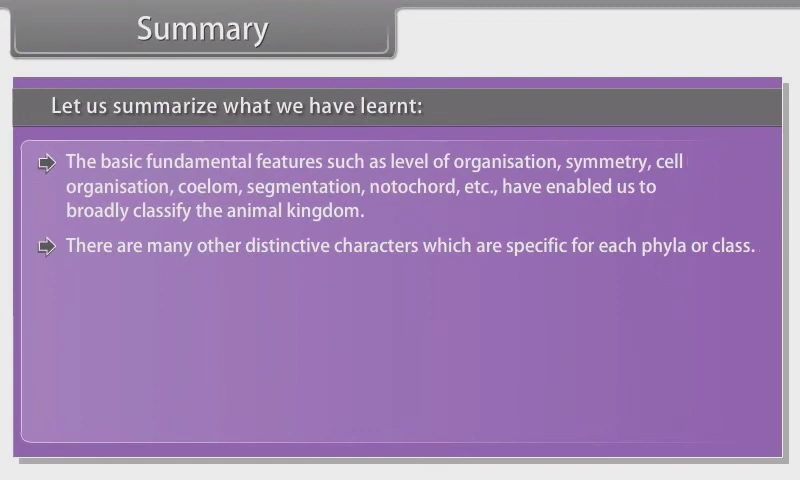 Summary
Let us summarize what we have learnt:
The basic fundamental features such as level of organisation, symmetry, cell
organisation, coelom, segmentation, notochord, etc., have enabled us to
broadly classify the animal kingdom.
There are many other distinctive characters which are specific for each phyla or class.